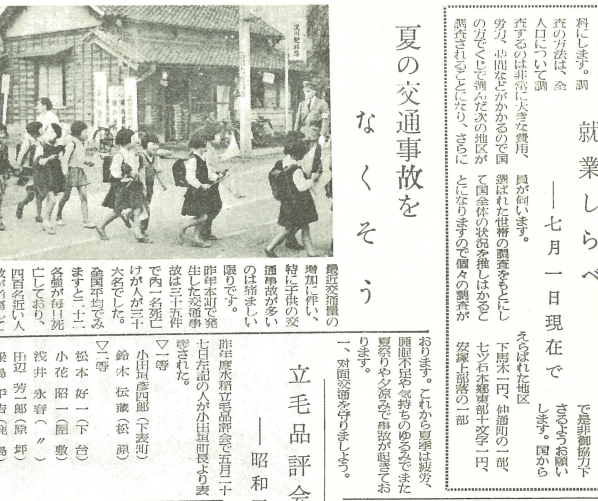 就業しらべ
――七月一日現在で
科にします。調
査の方法は、全
人口について調
査するのは非常に大きな費用、
労力、時間などがかかるので国
の方でくじで選んだ次の地区が
調査されることになり、さらに
で是非御協力下
さるようお願い
します。国から
員が伺います。
選ばれた世帯の調査をもとにし
て国全体の状況を推しはかるこ
とになりますので個々の調査が
えらばれた地区
下馬木一円、仲通町の一部、
七ツ石本郷東部十文字一円、
安塚上部落の一部
夏の交通事故を
なくそう
最近交通量の
増加に伴い、
特に子供の交
通事故が多い
のは痛ましい
限りです。
昨年本町で発
生した交通事
故は三十五件
で内一名死亡
けが人が三十
六名でした。
全国平均でみ
ますと二十二
各強が毎日死
亡しており、
四百名近い人
おります。これから夏季は疲労、
睡眠不足や気持ちのゆるみでまた
夏祭りや夕涼みで事故が起きてお
ります。
一、対面交通を守りましよう。
立毛品評会
――昭和
昨年度水稲立毛品評会で五月二十
七日左記の人が小田垣町長より表
彰された。
▽一等
小田垣彦四郎(下表町)
鈴木伝蔵(松原)
▽二等
松本好一(下台)
小花昭一(屋敷)
浅井永春(〃)
田辺芳一郎(原坪)